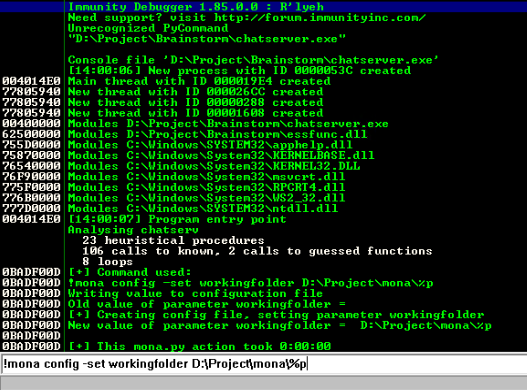 Immunity Debugger 1.85.0.0 : R'lyeh
Need support? visit http://forum.immunityinc.com/
Unrecognized PyCommand
"D:\Project\Brainstorm\chatserver.exe"
Console file 'D:\Project\Brainstorm\chatserver.exe'
[14:00:06] New process with ID 0000053C created
004014E0 Main thread with ID 000019E4 created
77805940 New thread with ID 000026CC created
77805940 New thread with ID 00000288 created
77805940 New thread with ID 00001608 created
00400000 Modules D:\Project\Brainstorm\chatserver.exe
62500000 Modules D:\Project\Brainstorm\essfunc.dll
755D0000 Modules C:\Windows\SYSTEM32\apphelp.dll
75870000 Modules C:\Windows\System32\KERNELBASE.dll
76540000 Modules C:\Windows\System32\KERNEL32.DLL
76F90000 Modules C:\Windows\System32\msvcrt.dll
775F0000 Modules C:\Windows\System32\RPCRT4.dll
776B0000 Modules C:\Windows\System32\WS2_32.dll
777D0000 Modules C:\Windows\SYSTEM32\ntdll.dll
004014E0 [14:00:07] Program entry point
Analysing chatserv
23 heuristical procedures
106 calls to known, 2 calls to guessed functions
8 loops
0BADF00D [+] Command used:
0BADF00D !mona config -set workingfolder D:\Project\mona\%p
0BADF00D Writing value to configuration file
0BADF00D Old value of parameter workingfolder =
0BADF00D [+] Creating config file, setting parameter workingfolder
0BADF00D New value of parameter workingfolder =  D:\Project\mona\%p
0BADF00D
0BADF00D [+] This mona.py action took 0:00:00
!mona config -set workingfolder D:\Project\mona\%p